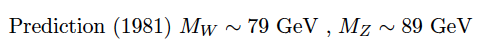 Prediction (1981) M_W ∼ 79 GeV , M_Z ∼ 89 GeV